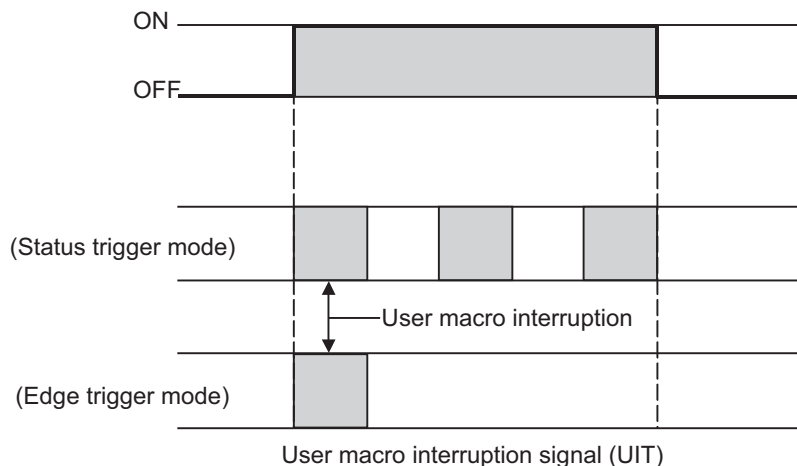 ON
OFF
(Status trigger mode)
User macro interruption
(Edge trigger mode)
User macro interruption signal (UIT)